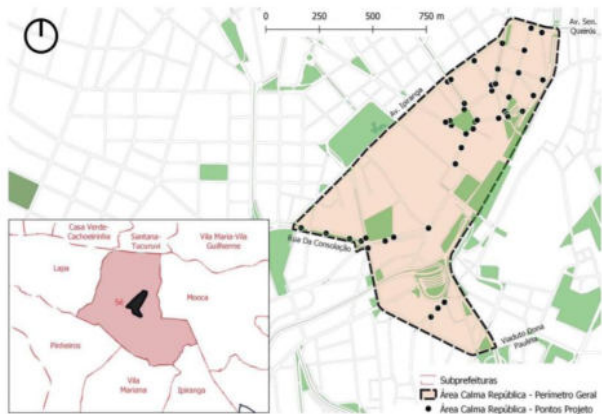 0 250 500 750 m
Av. Sen.
Queirós
Av. Ipiranga
Rua Da Consolação
Viaduto Dona
Paulina
Casa Verde-
Cachoeirinha
Santana-
Tucuruvi
Vila Maria-Vila
Guilherme
Lapa
Sé
Mooca
Pinheiros
Vila
Mariana
Ipiranga
Subprefeituras
Área Calma República - Perímetro Geral
Área Calma República - Pontos Projeto